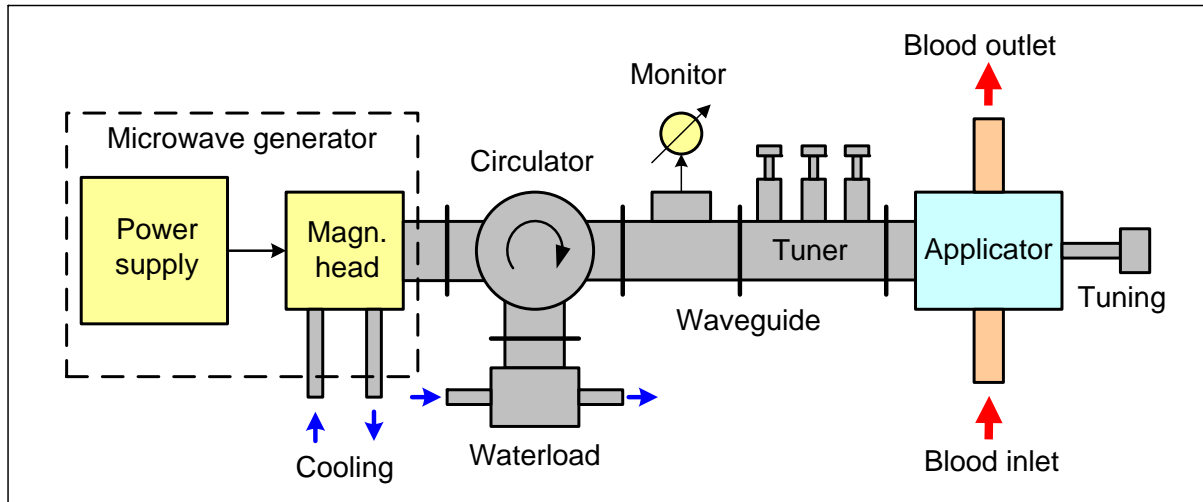 Blood outlet
Monitor
Microwave generator
Circulator
Power
supply
Magn.
head
Tuner
Applicator
Tuning
Waveguide
Waterload
Cooling
Blood inlet